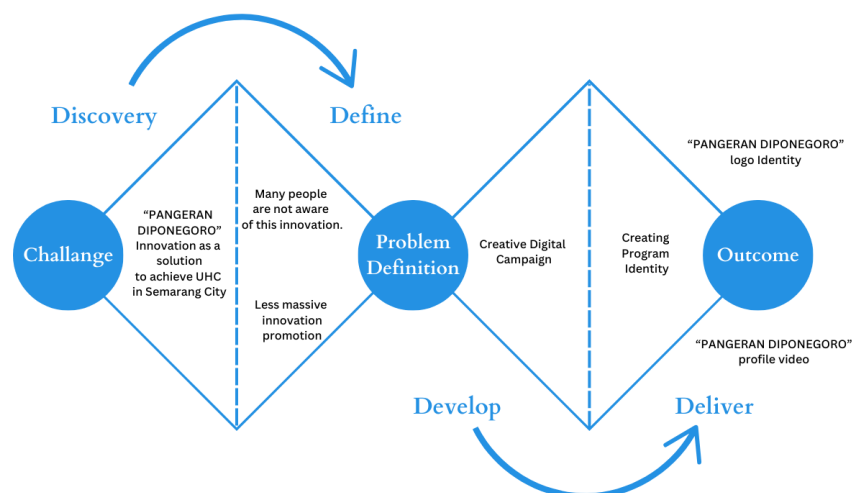 Discovery
Define
Challange
“PANGERAN
DIPONEGORO”
Innovation as a
solution
to achieve UHC
in Semarang City
Many people
are not aware
of this innovation.
Less massive
innovation
promotion
Problem
Definition
Creative Digital
Campaign
Creating
Program
Identity
“PANGERAN DIPONEGORO”
logo Identity
Outcome
“PANGERAN DIPONEGORO”
profile video
Develop
Deliver